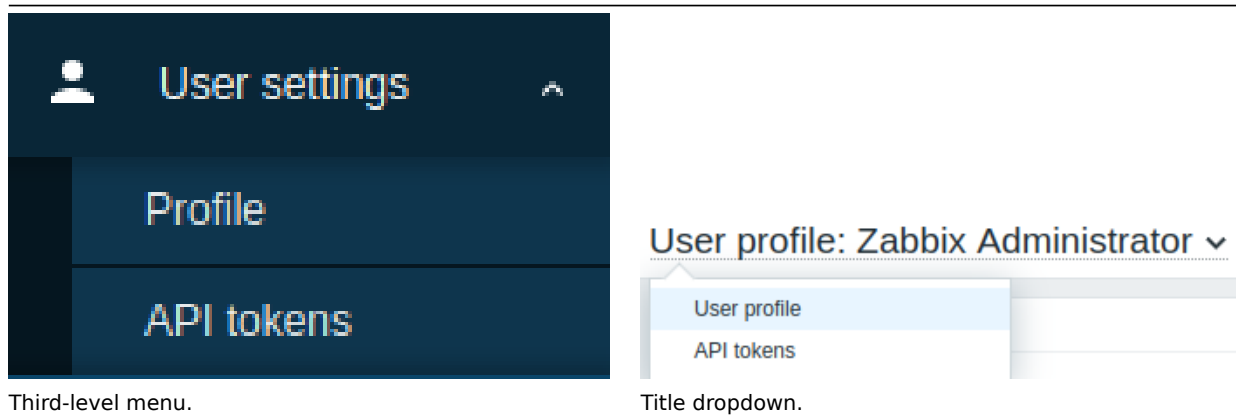 User settings
Profile
API tokens
Third-level menu.
User profile: Zabbix Administrator
User profile
API tokens
Title dropdown.